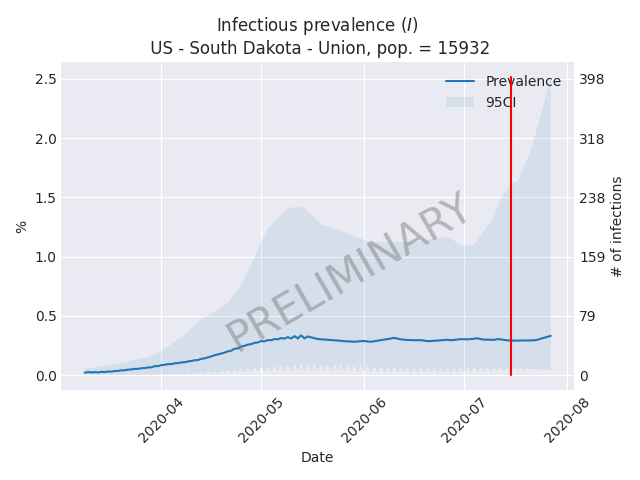 Infectious prevalence (I)
US - South Dakota - Union, pop. = 15932
2.5
2.0
1.5
1.0
0.5
0.0
%
398
318
238
159
79
0
# of infections
Prevalence
95CI
PRELIMINARY
2020-04
2020-05
2020-06
2020-07
2020-08
Date